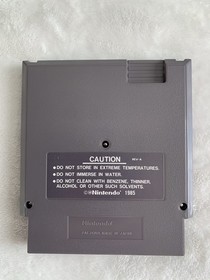 CAUTION
• DO NOT STORE IN EXTREME TEMPERATURES.
• DO NOT IMMERSE IN WATER.
• DO NOT CLEAN WITH BENZENE, THINNER,
ALCOHOL OR OTHER SUCH SOLVENTS.
©Nintendo® 1985
Nintendo